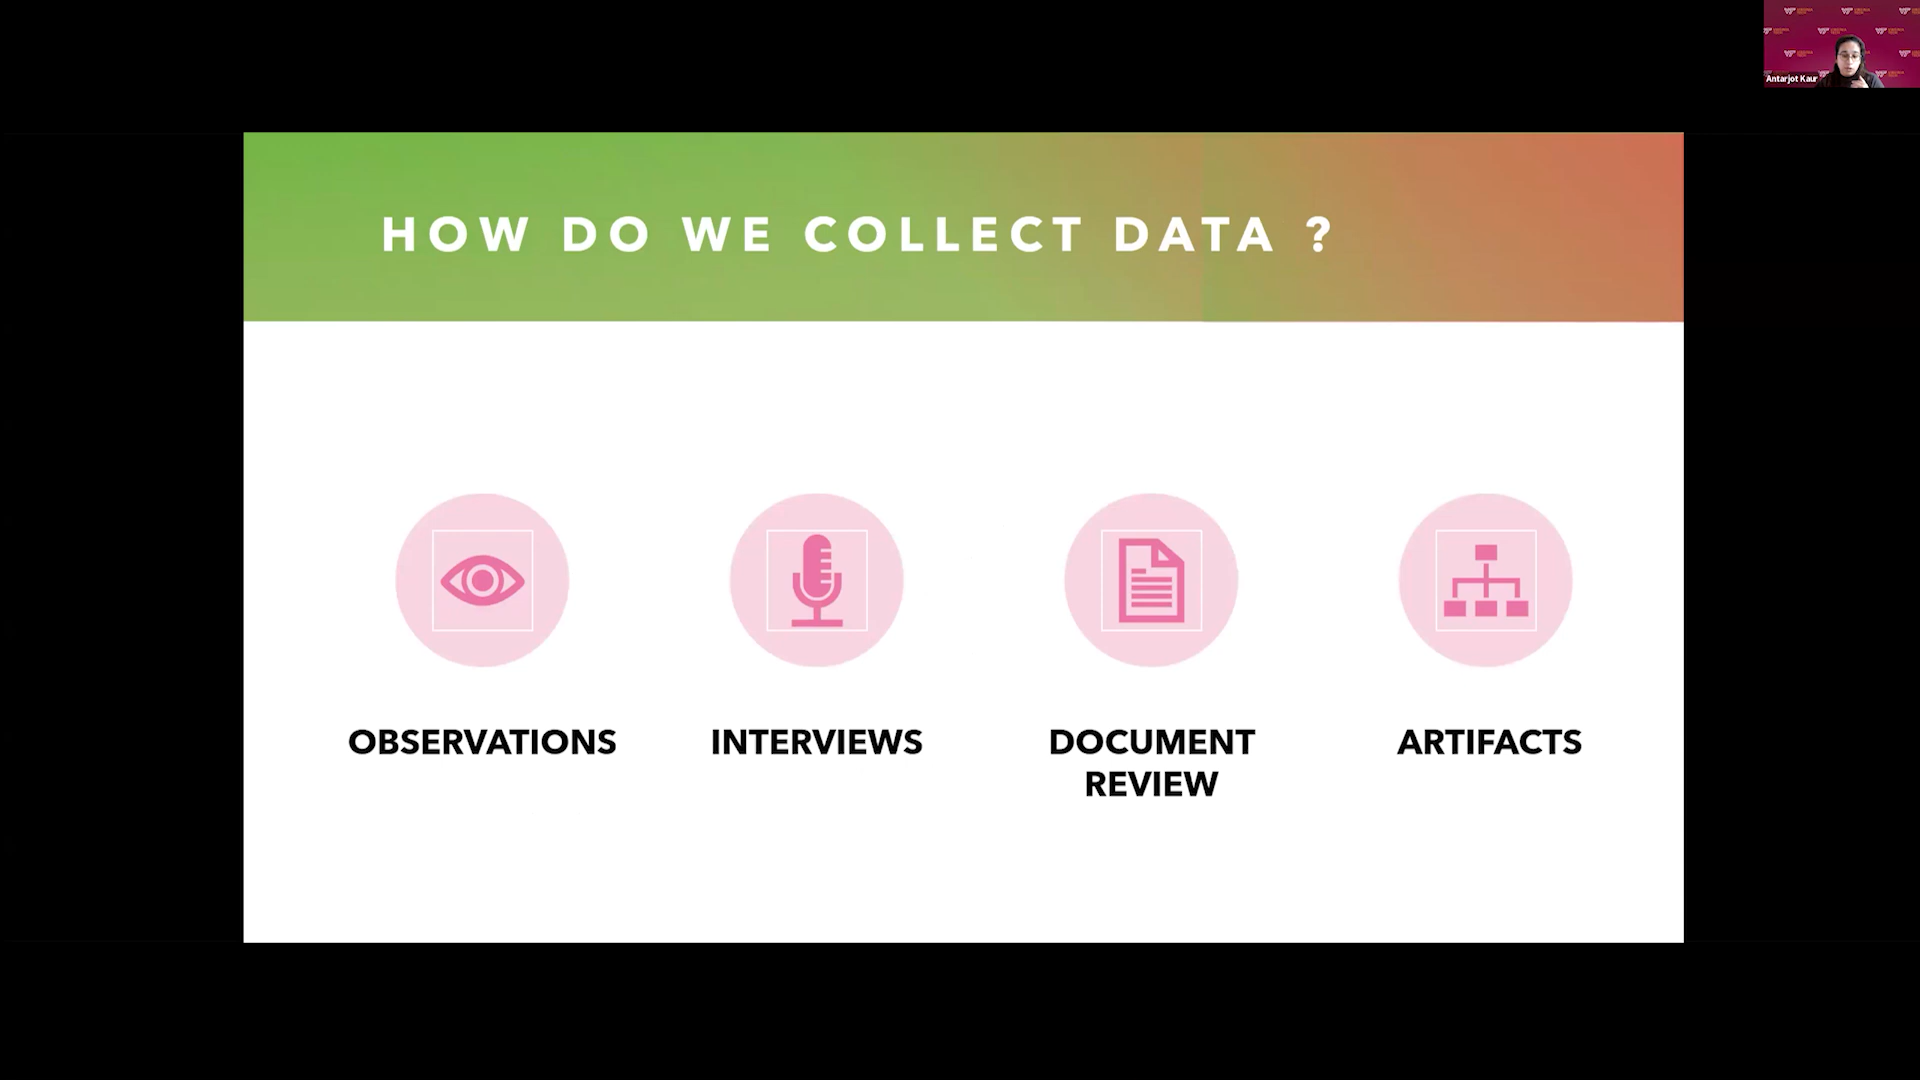 Antarjot Kaur
HOW DO WE COLLECT DATA ?
OBSERVATIONS
INTERVIEWS
DOCUMENT
REVIEW
ARTIFACTS